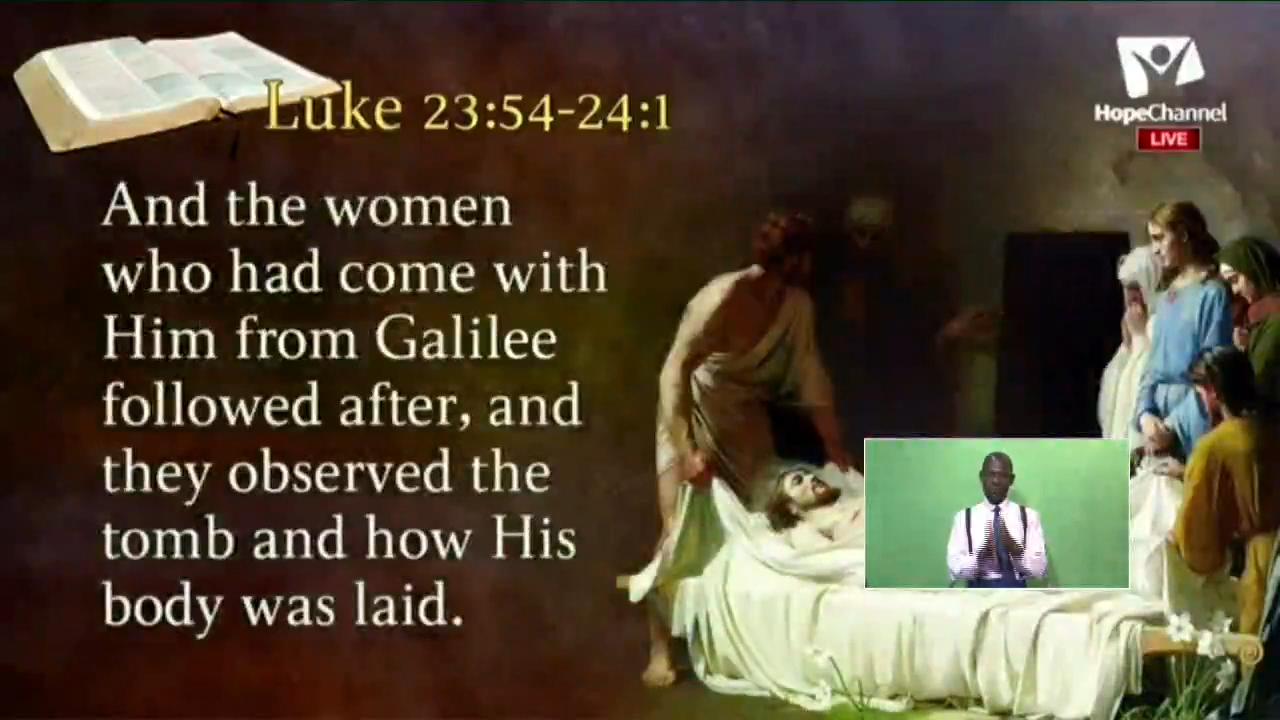 Luke 23:54-24:1
HopeChannel
LIVE
And the women
who had come with
Him from Galilee
followed after, and
they observed the
tomb and how His
body was laid.